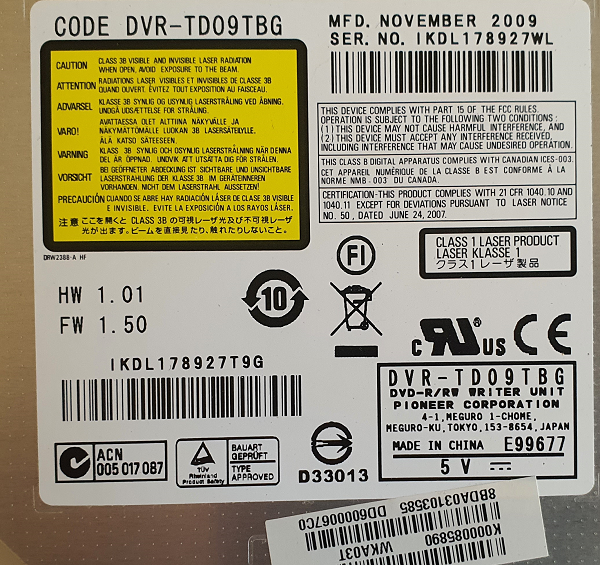 CODE DVR-TD09TBG
MFD. NOVEMBER 2009
SER. NO. IKDL178927WL
CAUTION CLASS 3B VISIBLE AND INVISIBLE LASER RADIATION
WHEN OPEN, AVOID EXPOSURE TO THE BEAM.
ATTENTION RADIATIONS LASER VISIBLES ET INVISIBLES DE CLASSE 3B
QUAND OUVERT. ÉVITEZ TOUT EXPOSITION AU FAISCEAU.
ADVARSEL KLASSE 3B SYNLIG OG USYNLIG LASERSTRÅLING VED ÅBNING.
UNDGÅ UDSÆTTELSE FOR STRÅLING.
VARO! AVATTAESSA OLET ALTTIINA NÄKYVÄLLE JA
NÄKYMÄTTÖMÄLLE LUOKAN 3B LASERSÄTEILYLLE.
ÄLÄ KATSO SÄTEESEEN.
VARNING KLASS 3B SYNLIG OCH OSYNLIG LASERSTRÅLNING NÄR DENNA
DEL ÄR ÖPPNAD. UNDVIK ATT UTSÄTTA DIG FÖR STRÅLEN.
VORSICHT BEI GEÖFFNETER ABDECKUNG IST SICHTBARE UND UNSICHTBARE
LASERSTRAHLUNG DER KLASSE 3B IM GERÄTEINNEREN
VORHANDEN. NICHT DEM LASERSTRAHL AUSSETZEN!
PRECAUCIÓN CUANDO SE ABRE HAY RADIACIÓN LÁSER DE CLASE 3B VISIBLE
E INVISIBLE. EVITE LA EXPOSICIÓN A LOS RAYOS LÁSER.
注意 ここを開くと CLASS 3B の可視レーザ光及び不可視レーザ
光が出ます。ビームを直接見たり、触れたりしないこと。
DRW2388-A HF
THIS DEVICE COMPLIES WITH PART 15 OF THE FCC RULES.
OPERATION IS SUBJECT TO THE FOLLOWING TWO CONDITIONS:
(1) THIS DEVICE MAY NOT CAUSE HARMFUL INTERFERENCE, AND
(2) THIS DEVICE MUST ACCEPT ANY INTERFERENCE RECEIVED,
INCLUDING INTERFERENCE THAT MAY CAUSE UNDESIRED OPERATION.
THIS CLASS B DIGITAL APPARATUS COMPLIES WITH CANADIAN ICES-003.
CET APPAREIL NUMÉRIQUE DE LA CLASSE B EST CONFORME À LA
NORME NMB-003 DU CANADA.
CERTIFICATION-THIS PRODUCT COMPLIES WITH 21 CFR 1040.10 AND
1040.11 EXCEPT FOR DEVIATIONS PURSUANT TO LASER NOTICE
NO. 50, DATED JUNE 24, 2007.
FI
CLASS 1 LASER PRODUCT
LASER KLASSE 1
クラス1レーザ製品
HW 1.01
FW 1.50
10
c RU ® US CE
IKDL178927T9G
DVR-TD09TBG
DVD-R/RW WRITER UNIT
PIONEER CORPORATION
4-1, MEGURO 1-CHOME,
MEGURO-KU, TOKYO, 153-8654, JAPAN
MADE IN CHINA E99677
5 V
ACN
005 017 087
TÜV
Rheinland
Product Safety
BAUART
GEPRÜFT
TYPE
APPROVED
D33013
K0000858890
WKA03T
8BDA03103585 DD6000067C0